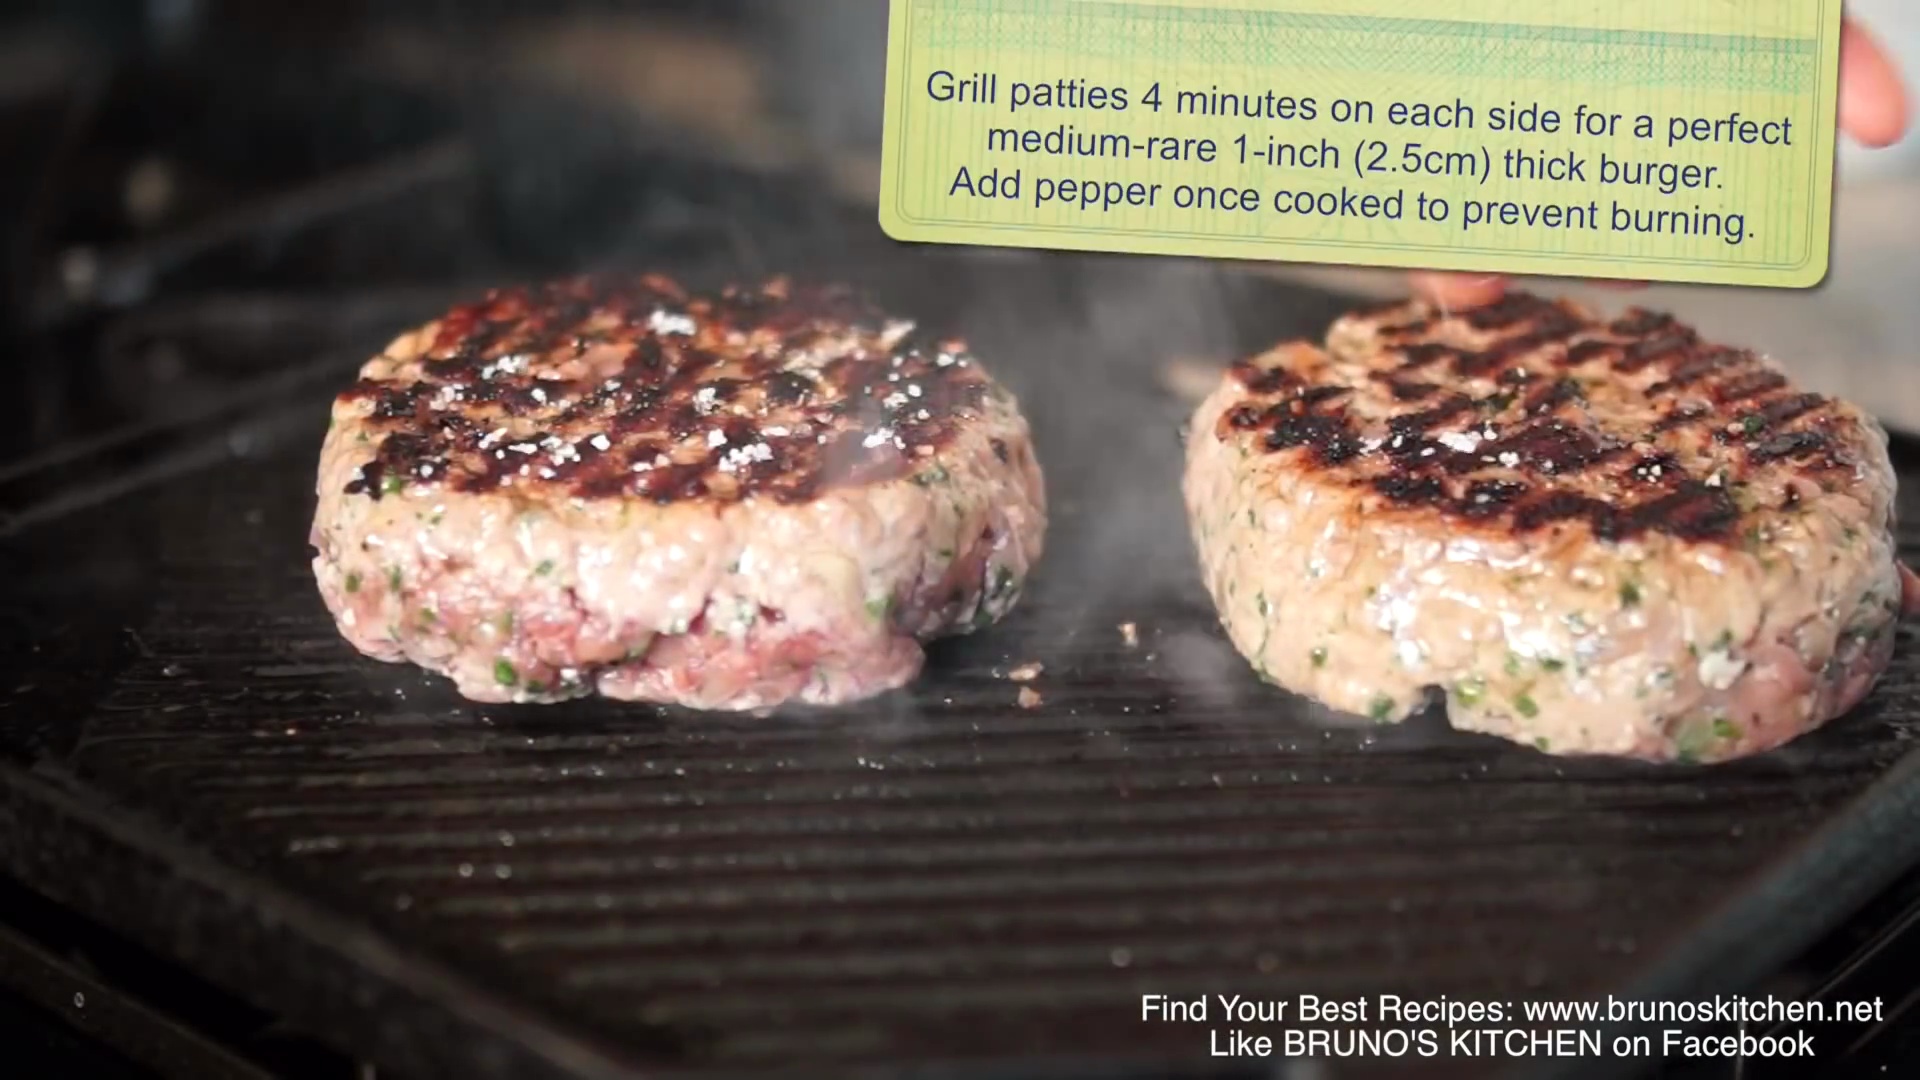 Grill patties 4 minutes on each side for a perfect
medium-rare 1-inch (2.5cm) thick burger.
Add pepper once cooked to prevent burning.
Find Your Best Recipes: www.brunoskitchen.net
Like BRUNO'S KITCHEN on Facebook